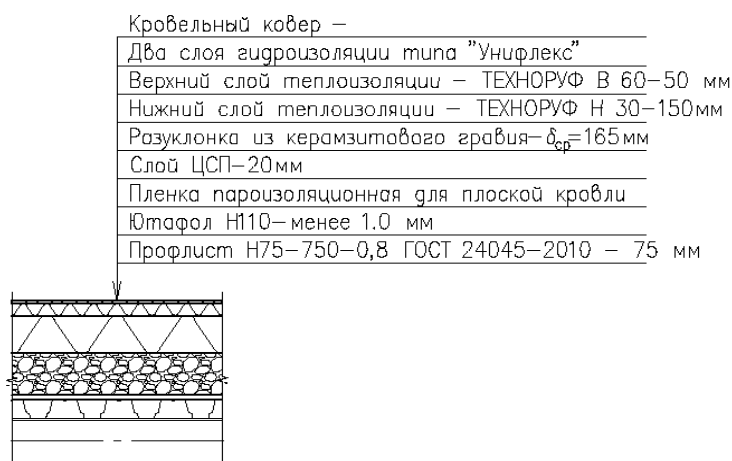 Кровельный ковер –
Два слоя гидроизоляции типа "Унифлекс"
Верхний слой теплоизоляции – ТЕХНОРУФ В 60–50 мм
Нижний слой теплоизоляции – ТЕХНОРУФ Н 30–150мм
Разуклонка из керамзитового гравия–δср=165мм
Слой ЦСП–20мм
Пленка пароизоляционная для плоской кровли
Ютафол Н110–менее 1.0 мм
Профлист Н75–750–0,8 ГОСТ 24045–2010 – 75 мм